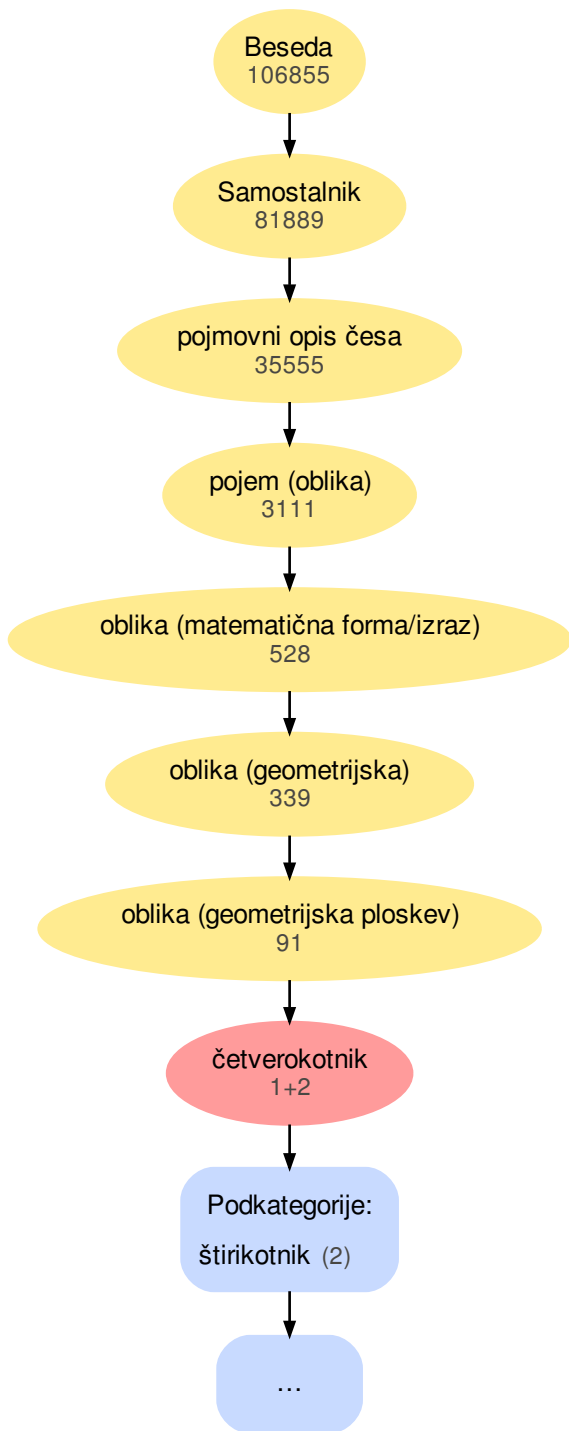 Beseda
106855
Samostalnik
81889
pojmovni opis česa
35555
pojem (oblika)
3111
oblika (matematična forma/izraz)
528
oblika (geometrijska)
339
oblika (geometrijska ploskev)
91
četverokotnik
1+2
Podkategorije:
štirikotnik (2)
…